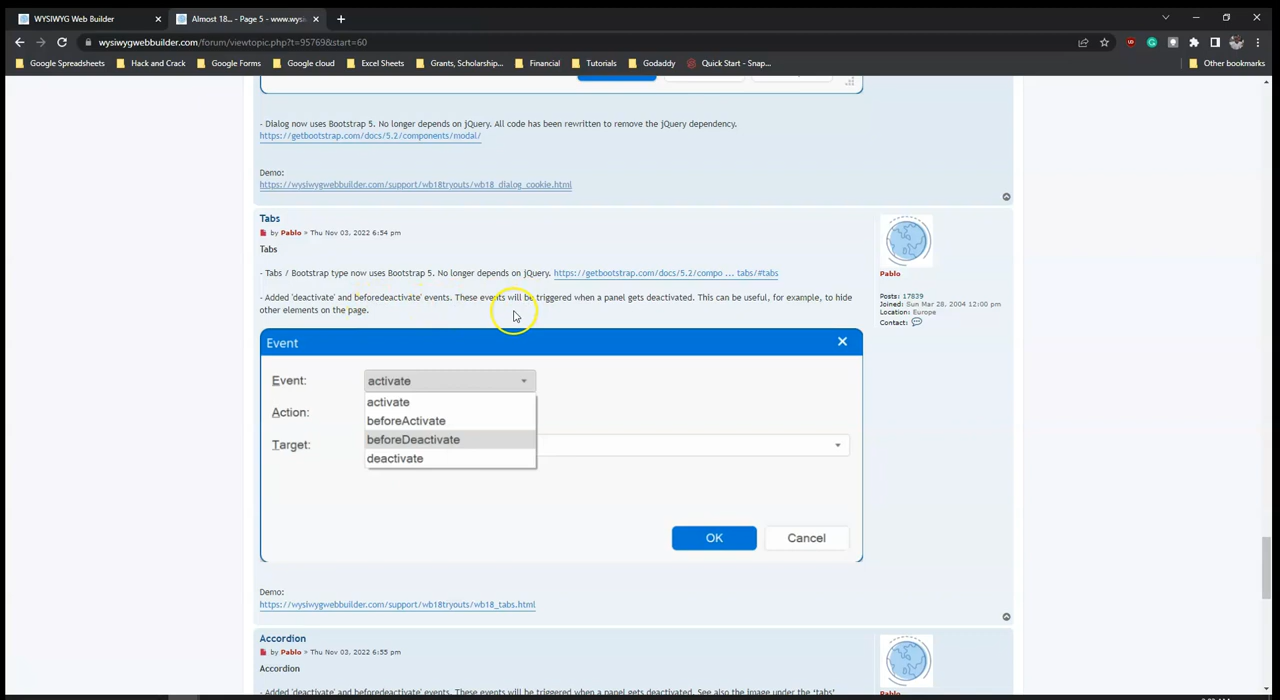 WYSIWYG Web Builder
Almost 18... - Page 5 - www.wysi
wysiwygwebbuilder.com/forum/viewtopic.php?t=95769&start=60
Google Spreadsheets
Hack and Crack
Google Forms
Google cloud
Excel Sheets
Grants, Scholarship...
Financial
Tutorials
Godaddy
Quick Start - Snap...
Other bookmarks
- Dialog now uses Bootstrap 5. No longer depends on jQuery. All code has been rewritten to remove the jQuery dependency.
https://getbootstrap.com/docs/5.2/components/modal/
Demo:
https://wysiwygwebbuilder.com/support/wb18tryouts/wb18_dialog_cookie.html
Tabs
by Pablo » Thu Nov 03, 2022 6:54 pm
Tabs
- Tabs / Bootstrap type now uses Bootstrap 5. No longer depends on jQuery. https://getbootstrap.com/docs/5.2/compo ... tabs/#tabs
- Added 'deactivate' and beforedeactivate' events. These events will be triggered when a panel gets deactivated. This can be useful, for example, to hide
other elements on the page.
Pablo
Posts: 17839
Joined: Sun Mar 28, 2004 12:00 pm
Location: Europe
Contact:
Event
Event:
activate
activate
Action:
beforeActivate
beforeDeactivate
Target:
deactivate
OK
Cancel
Demo:
https://wysiwygwebbuilder.com/support/wb18tryouts/wb18_tabs.html
Accordion
by Pablo » Thu Nov 03, 2022 6:55 pm
Accordion
- Added 'deactivate' and beforedeactivate' events. These events will be triggered when a panel gets deactivated. See also the image under the 'tabs'
Pablo